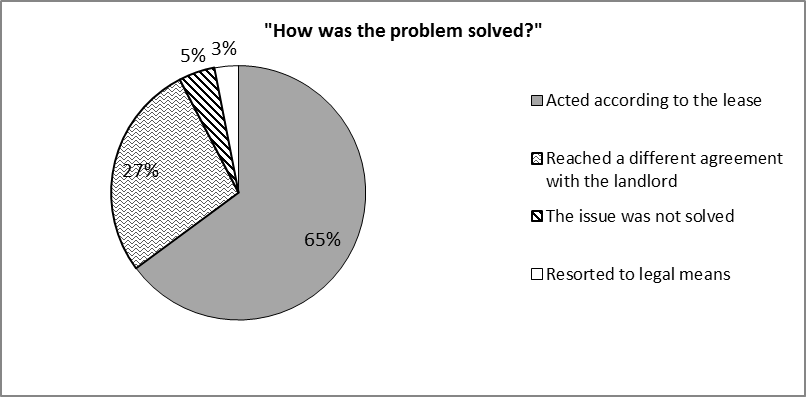 "How was the problem solved?"
5% 3%
27%
65%
Acted according to the lease
Reached a different agreement
with the landlord
The issue was not solved
Resorted to legal means